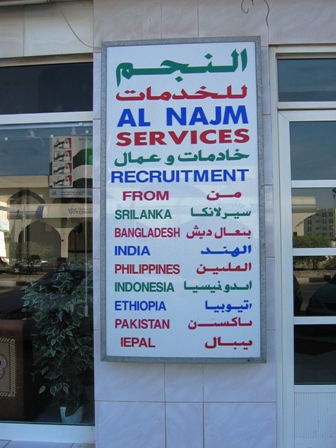 النجم
للخدمات
AL NAJM
SERVICES
خادمات و عمال
RECRUITMENT
FROM من
SRILANKA سيرلانكا
BANGLADESH بنغال ديش
INDIA الهند
PHILIPPINES الفلبين
INDONESIA اندونيسيا
ETHIOPIA اثيوبيا
PAKISTAN باكستان
IEPAL نيبال